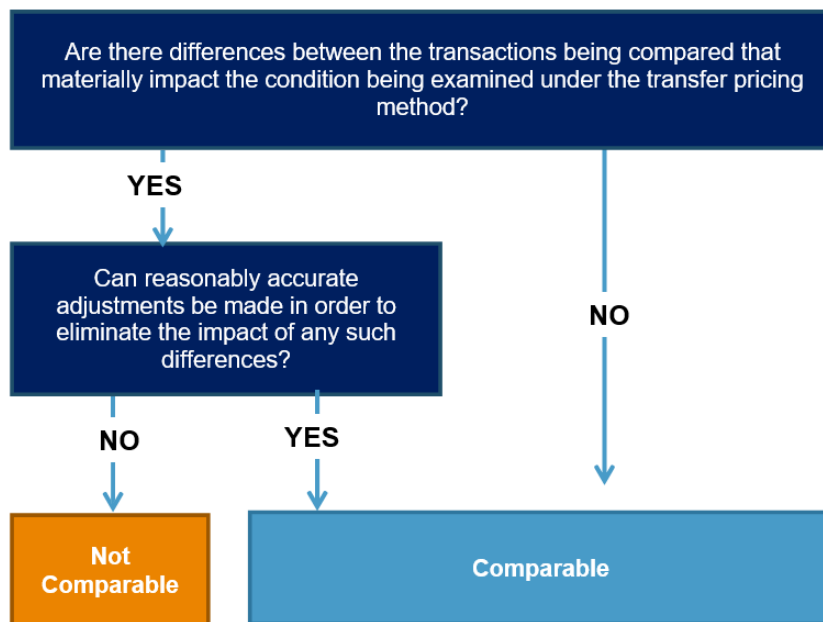 Are there differences between the transactions being compared that
materially impact the condition being examined under the transfer pricing
method?
YES
Can reasonably accurate
adjustments be made in order to
eliminate the impact of any such
differences?
NO
NO
YES
Not
Comparable
Comparable